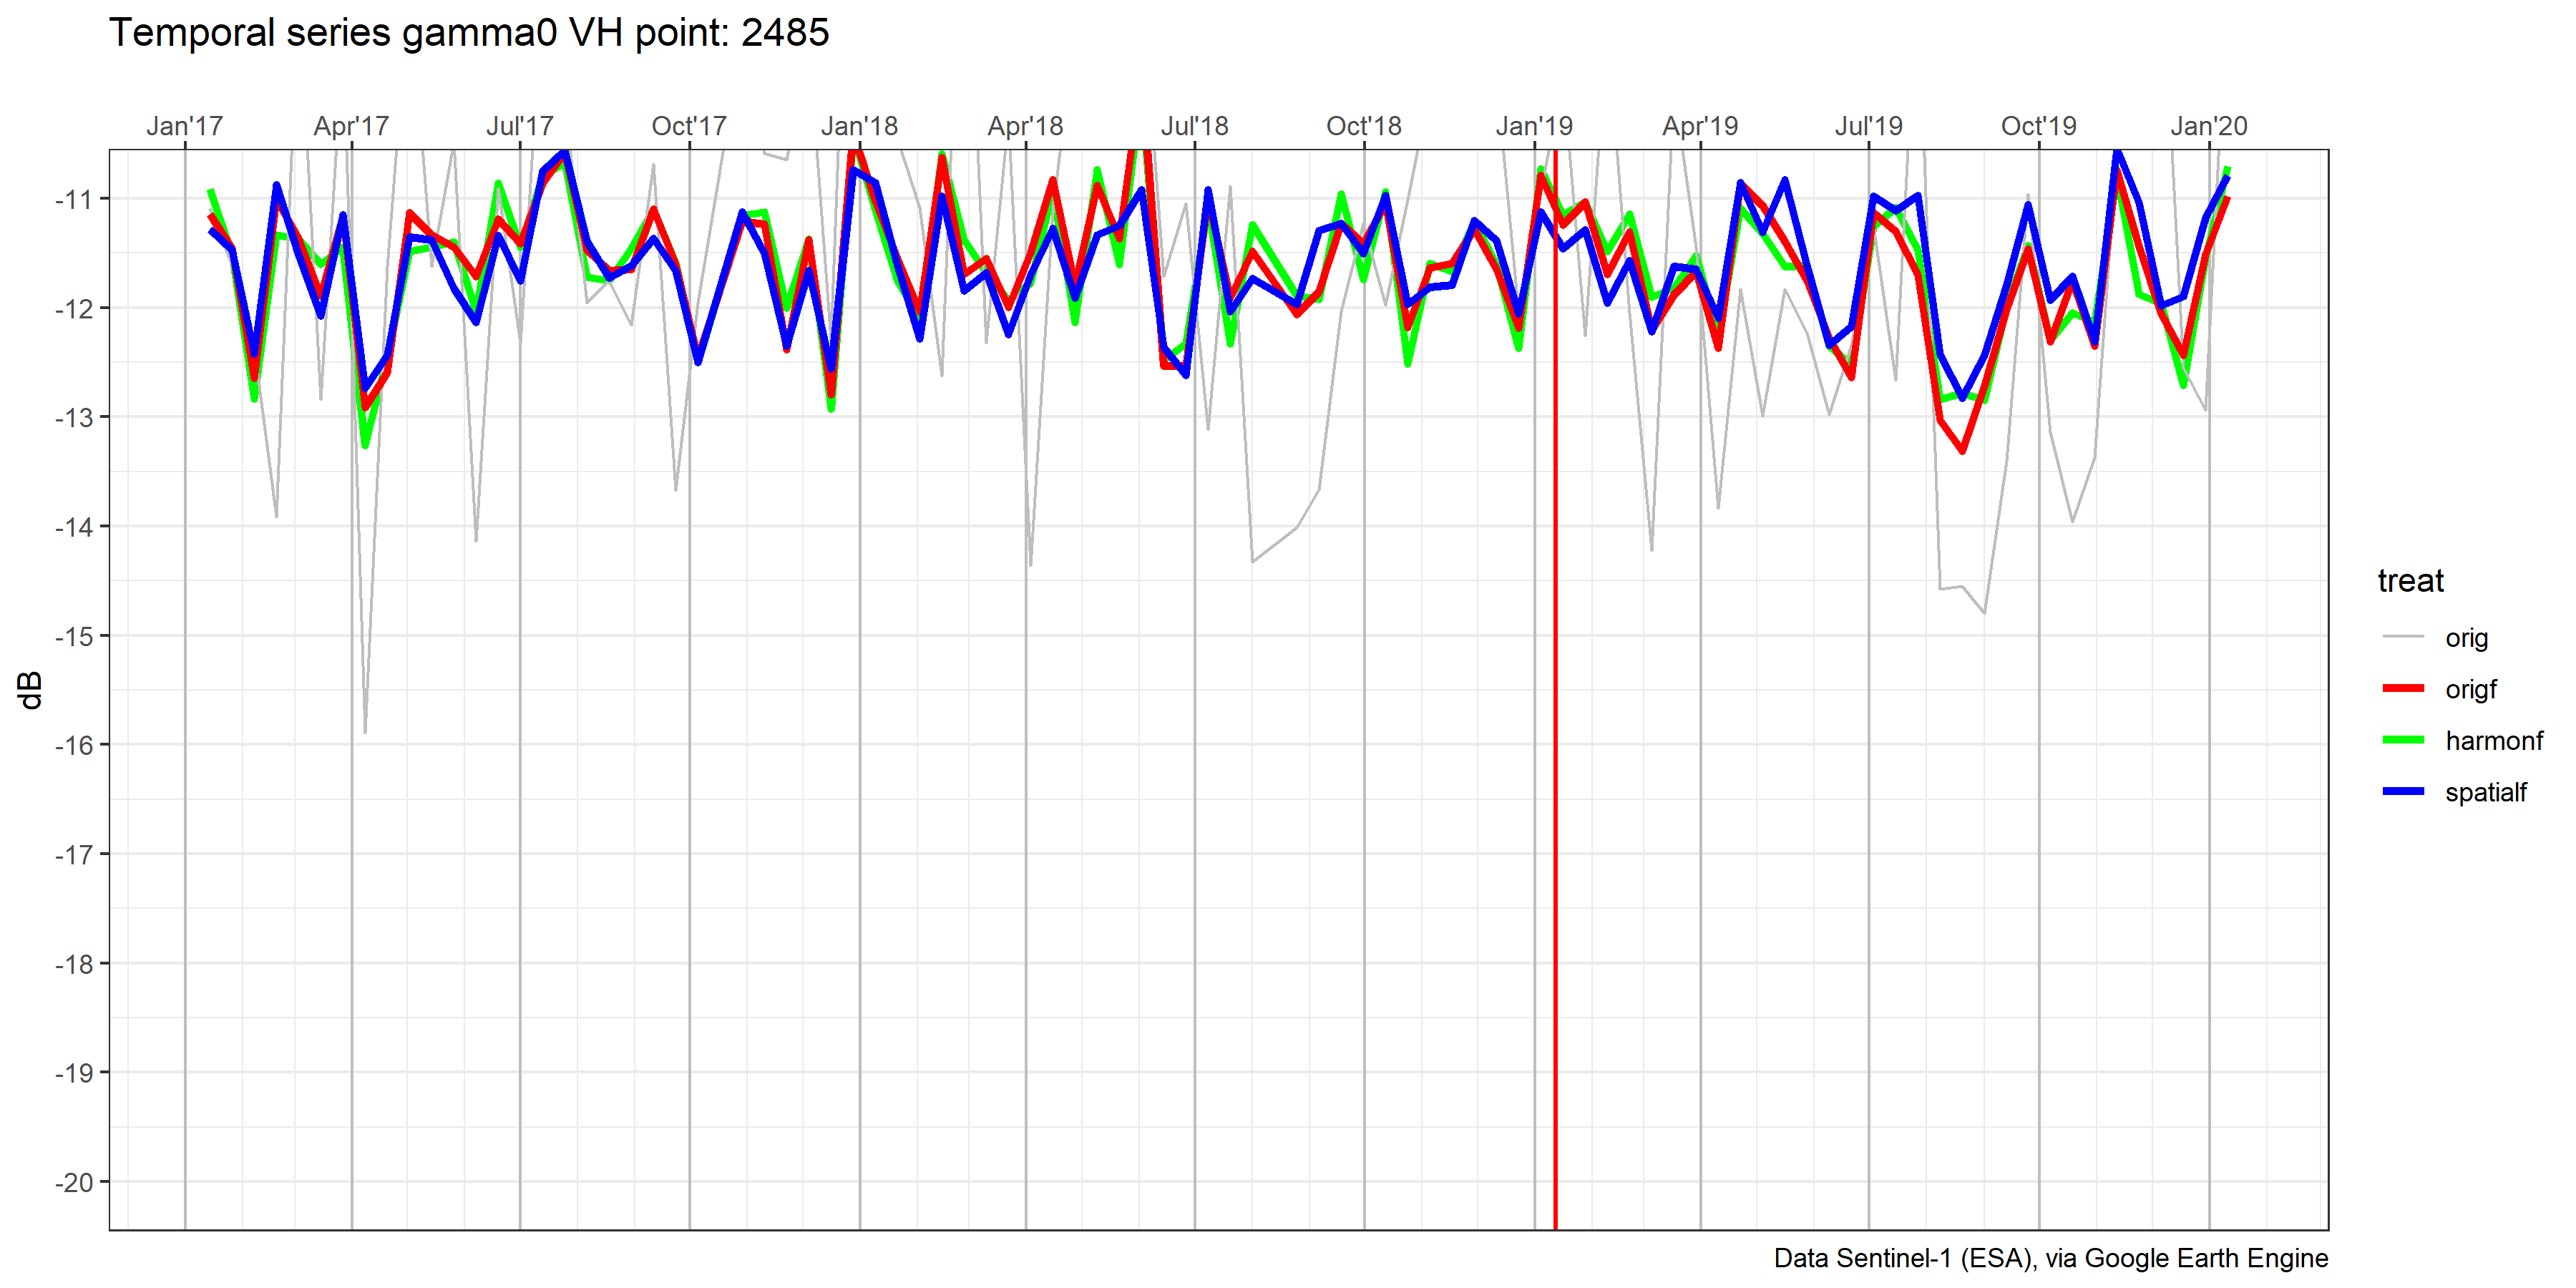 Temporal series gamma0 VH point: 2485
Jan'17 Apr'17 Jul'17 Oct'17 Jan'18 Apr'18 Jul'18 Oct'18 Jan'19 Apr'19 Jul'19 Oct'19 Jan'20
-11
-12
-13
-14
-15
-16
-17
-18
-19
-20
dB
treat
orig
origf
harmonf
spatialf
Data Sentinel-1 (ESA), via Google Earth Engine